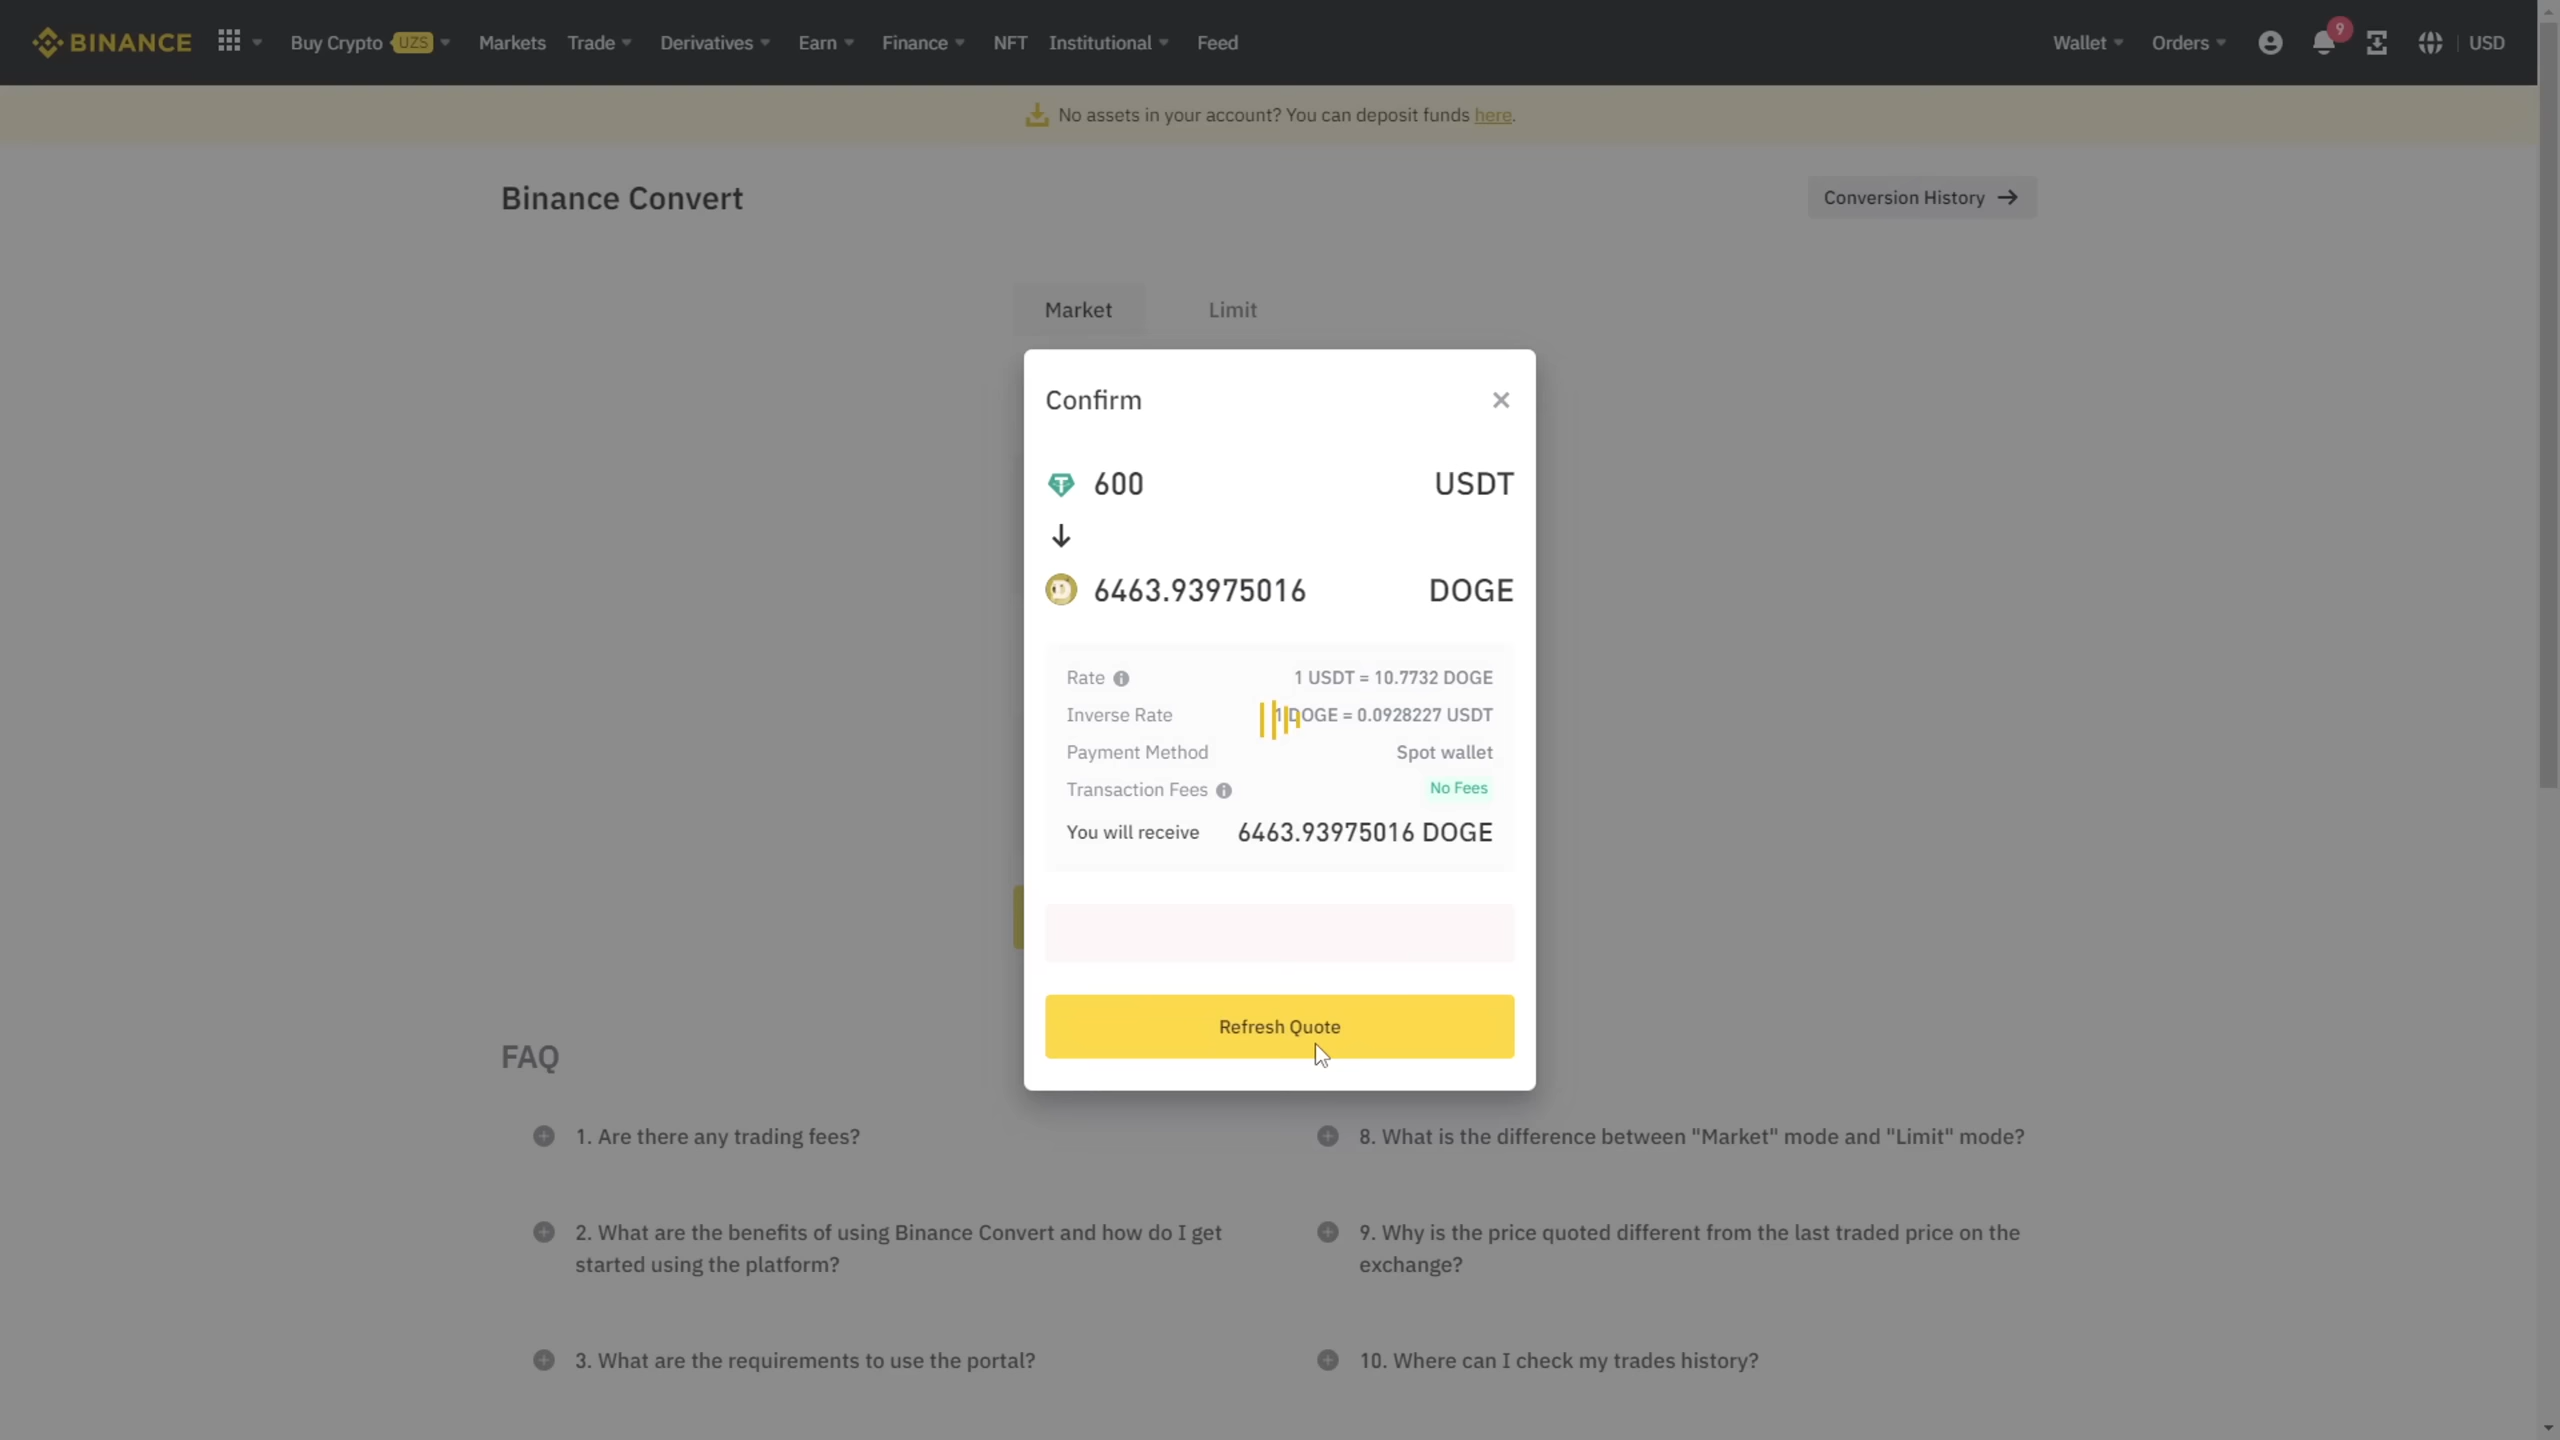 BINANCE Buy Crypto UZS Markets Trade Derivatives Earn Finance NFT Institutional Feed Wallet Orders 9 USD
No assets in your account? You can deposit funds here.
Binance Convert Conversion History
Market Limit
Confirm
600 USDT
6463.93975016 DOGE
Rate 1 USDT = 10.7732 DOGE
Inverse Rate 1 DOGE = 0.0928227 USDT
Payment Method Spot wallet
Transaction Fees No Fees
You will receive 6463.93975016 DOGE
Refresh Quote
FAQ
1. Are there any trading fees?
2. What are the benefits of using Binance Convert and how do I get
started using the platform?
3. What are the requirements to use the portal?
8. What is the difference between "Market" mode and "Limit" mode?
9. Why is the price quoted different from the last traded price on the
exchange?
10. Where can I check my trades history?